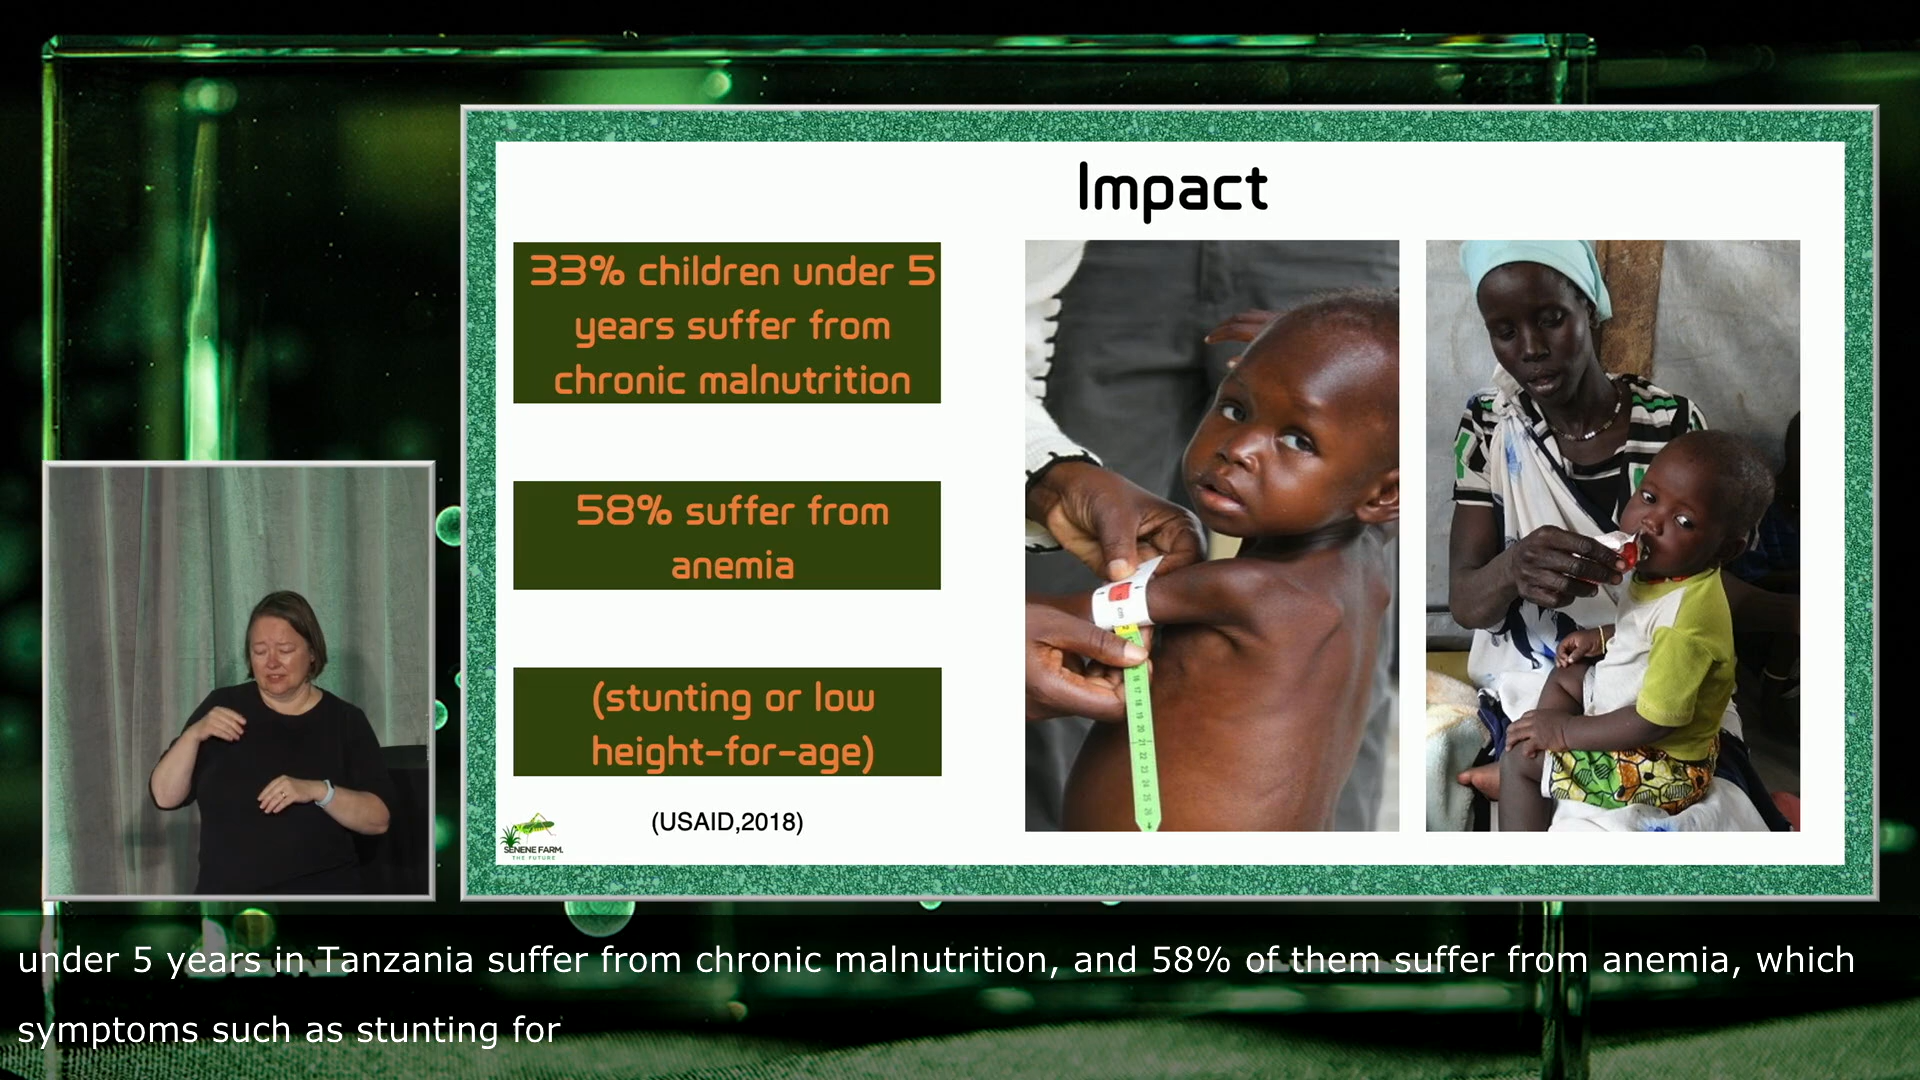 Impact
33% children under 5
years suffer from
chronic malnutrition
58% suffer from
anemia
(stunting or low
height-for-age)
(USAID,2018)
SENENE FARM.
THE FUTURE
under 5 years in Tanzania suffer from chronic malnutrition, and 58% of them suffer from anemia, which
symptoms such as stunting for